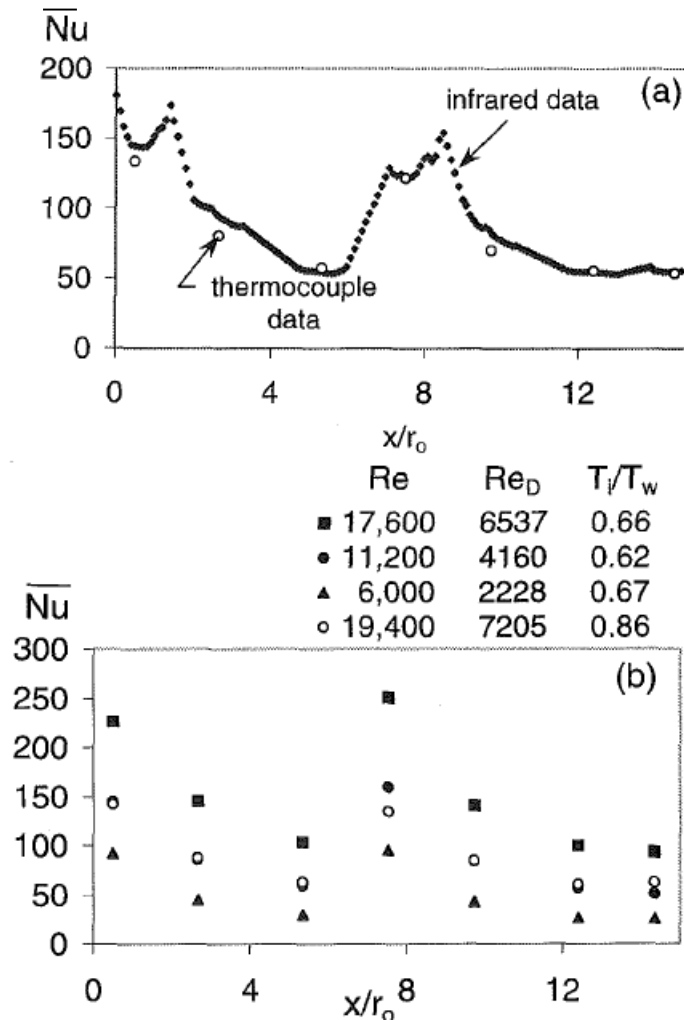 Nu
200
(a)
infrared data
150
100
50
thermocouple
data
0
0 4 8 12
x/r₀
Re Re_D T_i/T_w
17,600 6537 0.66
11,200 4160 0.62
6,000 2228 0.67
19,400 7205 0.86
Nu
300
(b)
250
200
150
100
50
0
0 4 8 12
x/r₀